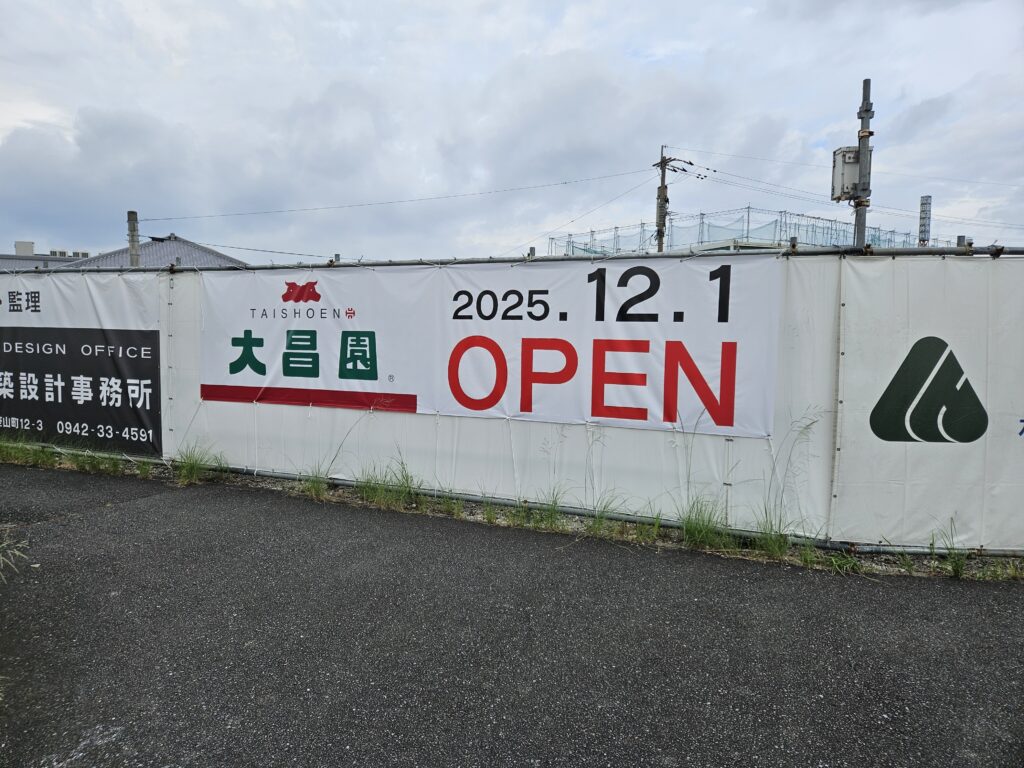 監理
DESIGN OFFICE
築設計事務所
山町12-3 0942-33-4591
TAISHOEN
大昌園®
2025.12.1
OPEN